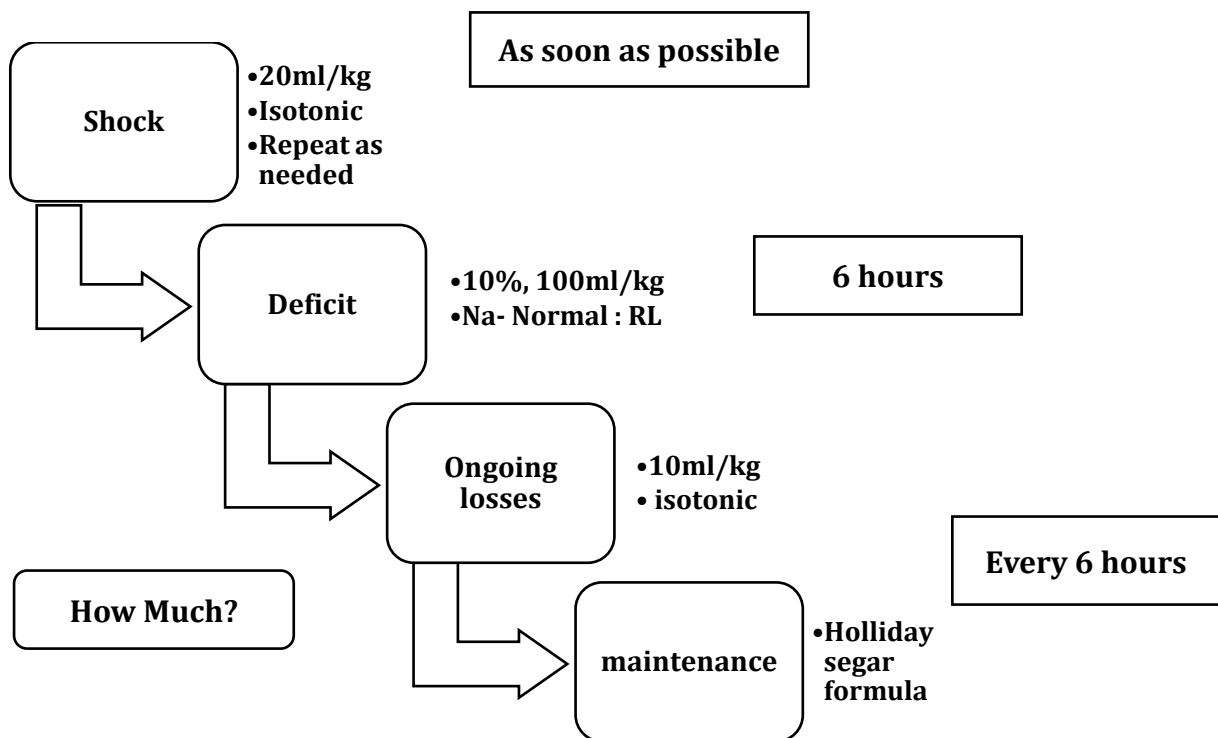 As soon as possible
Shock
•20ml/kg
•Isotonic
•Repeat as
needed
Deficit
•10%, 100ml/kg
•Na- Normal : RL
6 hours
Ongoing
losses
•10ml/kg
• isotonic
Every 6 hours
How Much?
maintenance
•Holliday
segar
formula